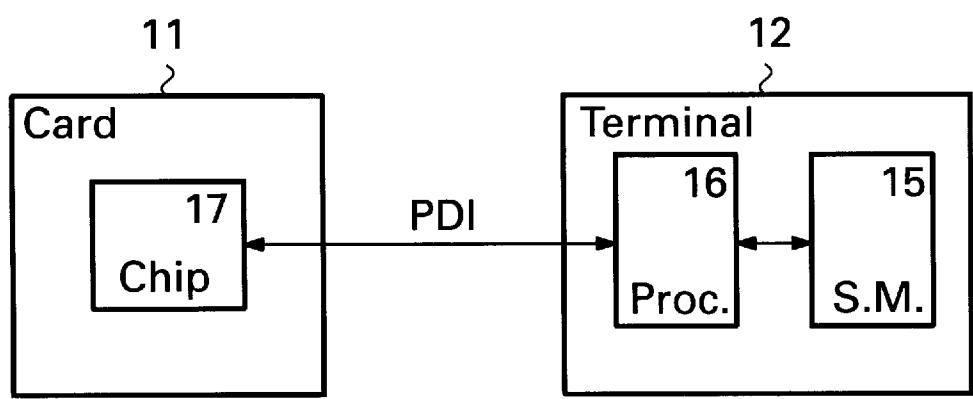 11
12
Card
Terminal
17
Chip
PDI
16
Proc.
15
S.M.